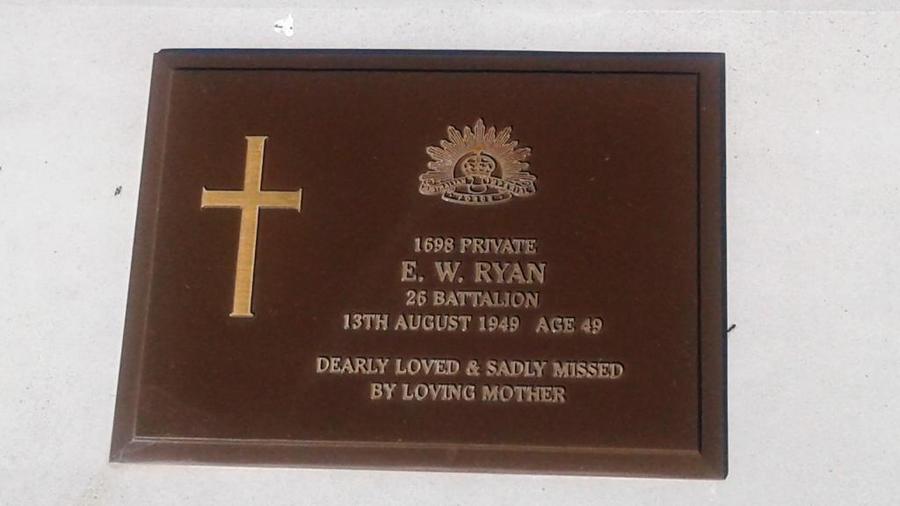 1698 PRIVATE
E. W. RYAN
26 BATTALION
13TH AUGUST 1949 AGE 49
DEARLY LOVED & SADLY MISSED
BY LOVING MOTHER